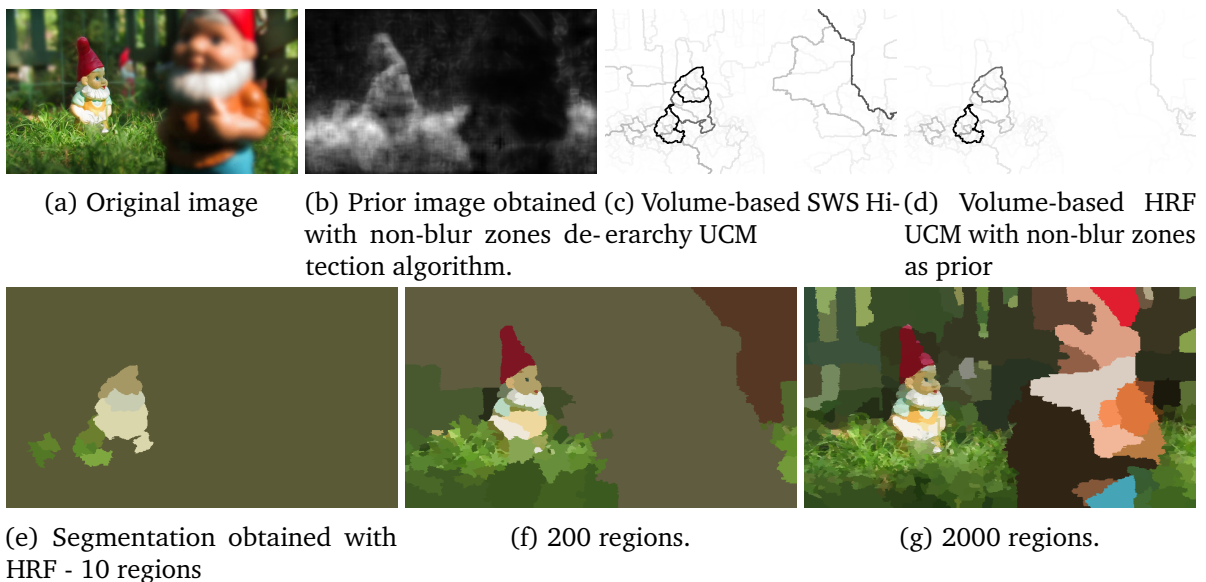 (a) Original image
(b) Prior image obtained
with non-blur zones de-
tection algorithm.
(c) Volume-based SWS Hi-
erarchy UCM
(d) Volume-based HRF
UCM with non-blur zones
as prior
(e) Segmentation obtained with
HRF - 10 regions
(f) 200 regions.
(g) 2000 regions.